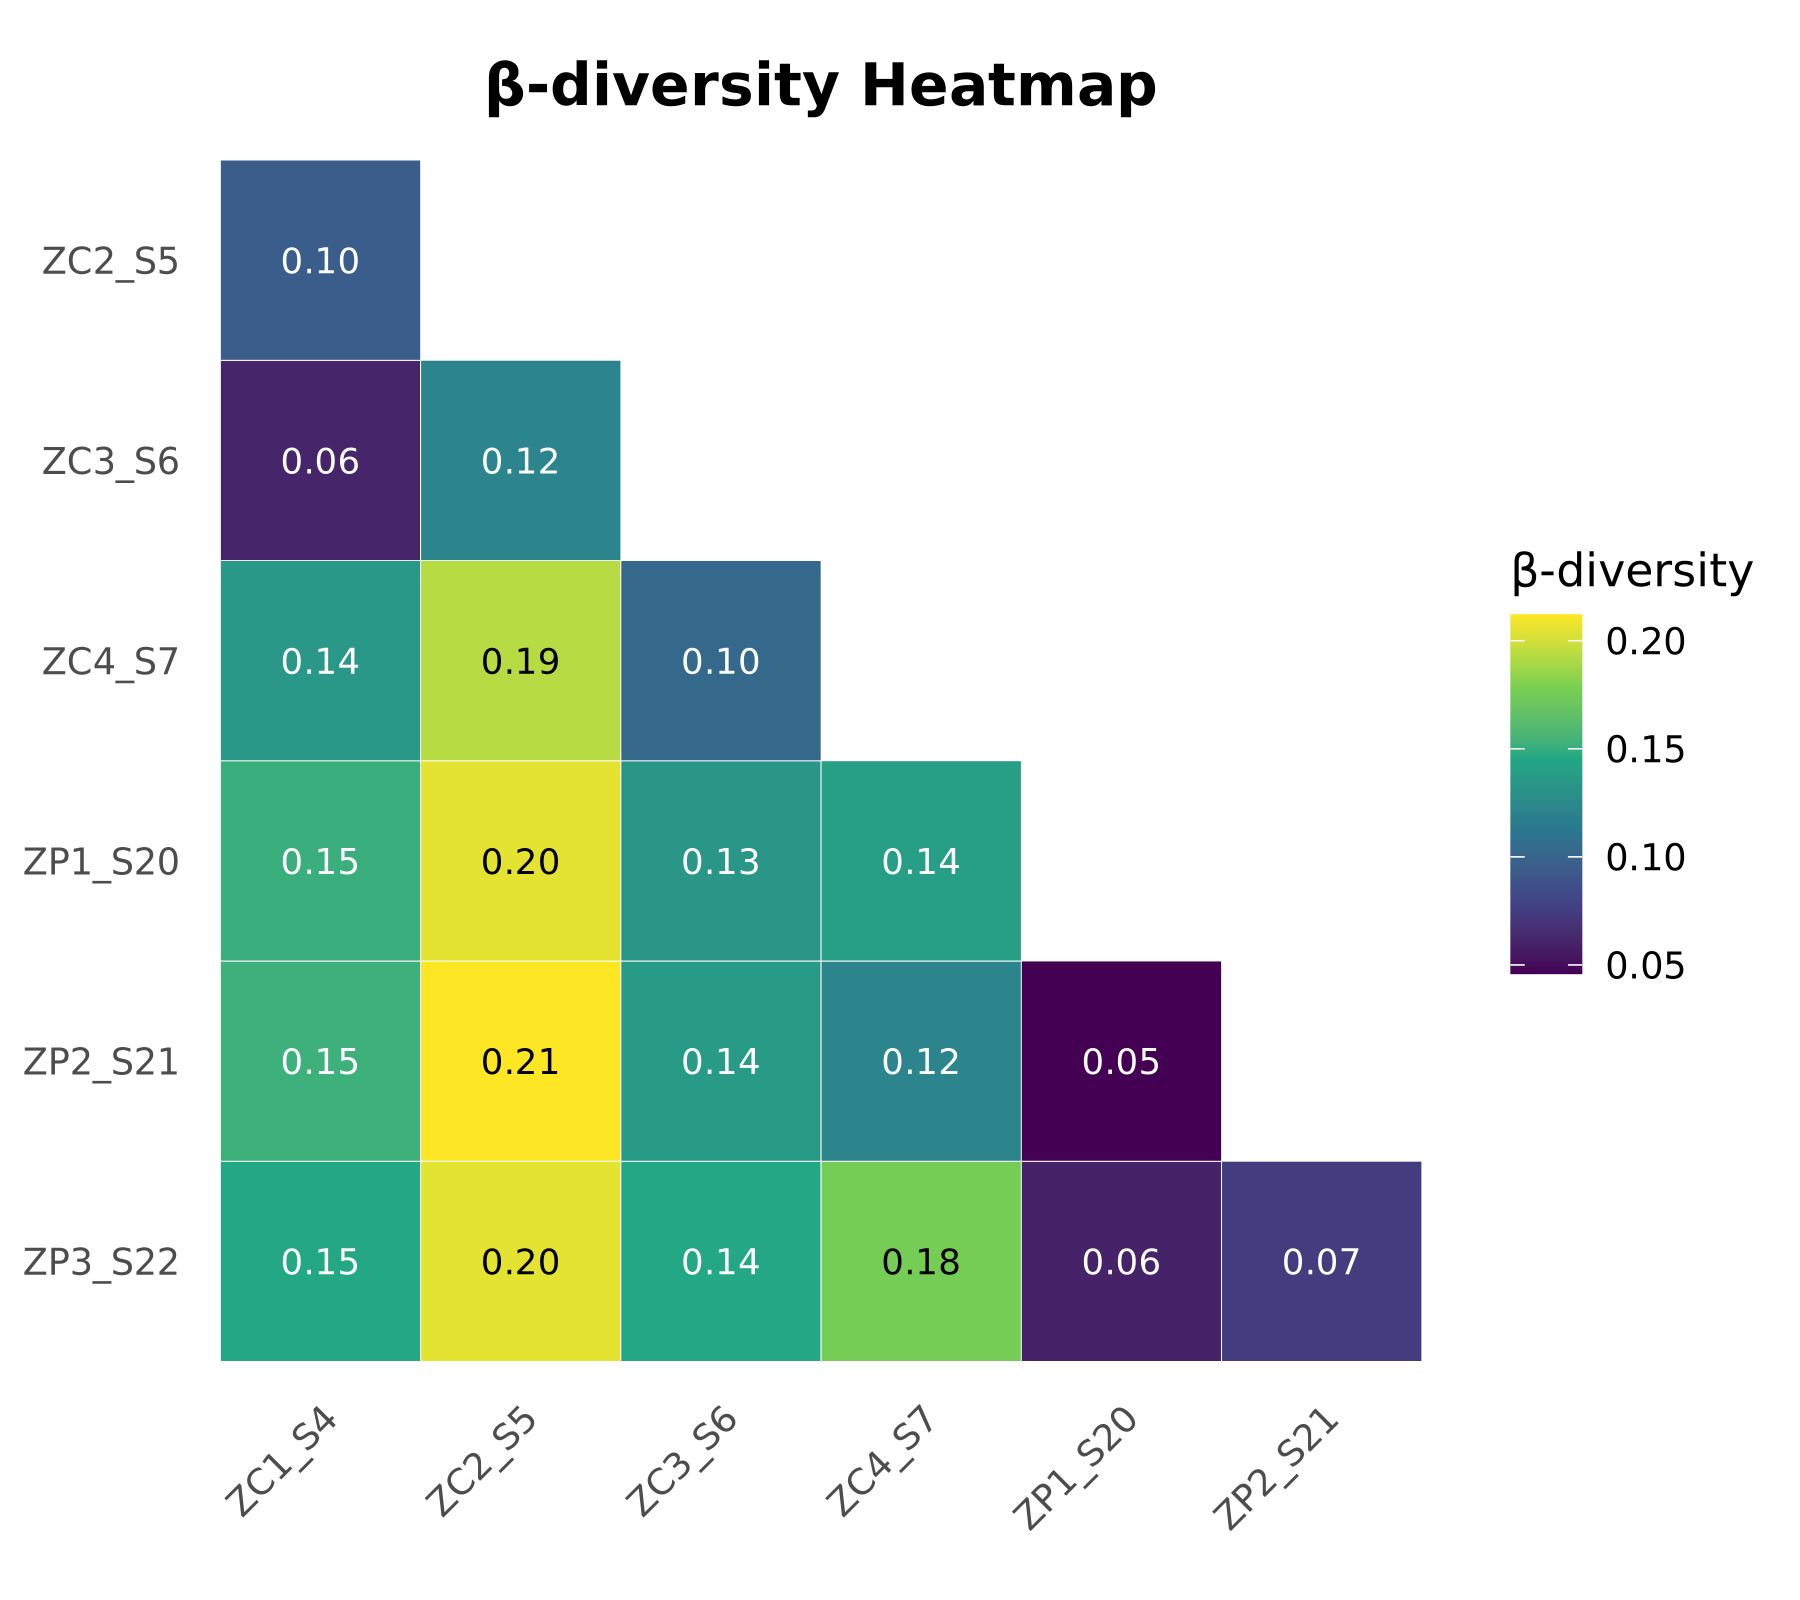 β-diversity Heatmap
ZC2_S5 0.10
ZC3_S6 0.06 0.12
ZC4_S7 0.14 0.19 0.10
ZP1_S20 0.15 0.20 0.13 0.14
ZP2_S21 0.15 0.21 0.14 0.12 0.05
ZP3_S22 0.15 0.20 0.14 0.18 0.06 0.07
ZC1_S4 ZC2_S5 ZC3_S6 ZC4_S7 ZP1_S20 ZP2_S21
β-diversity
0.20
0.15
0.10
0.05